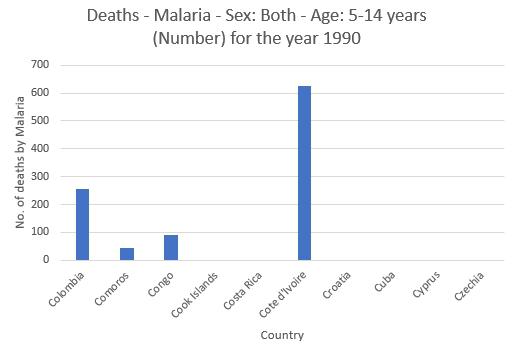 Deaths - Malaria - Sex: Both - Age: 5-14 years
(Number) for the year 1990
700
600
500
400
300
200
100
0
No. of deaths by Malaria
Colombia
Comoros
Congo
Cook Islands
Costa Rica
Cote d'Ivoire
Croatia
Cuba
Cyprus
Czechia
Country